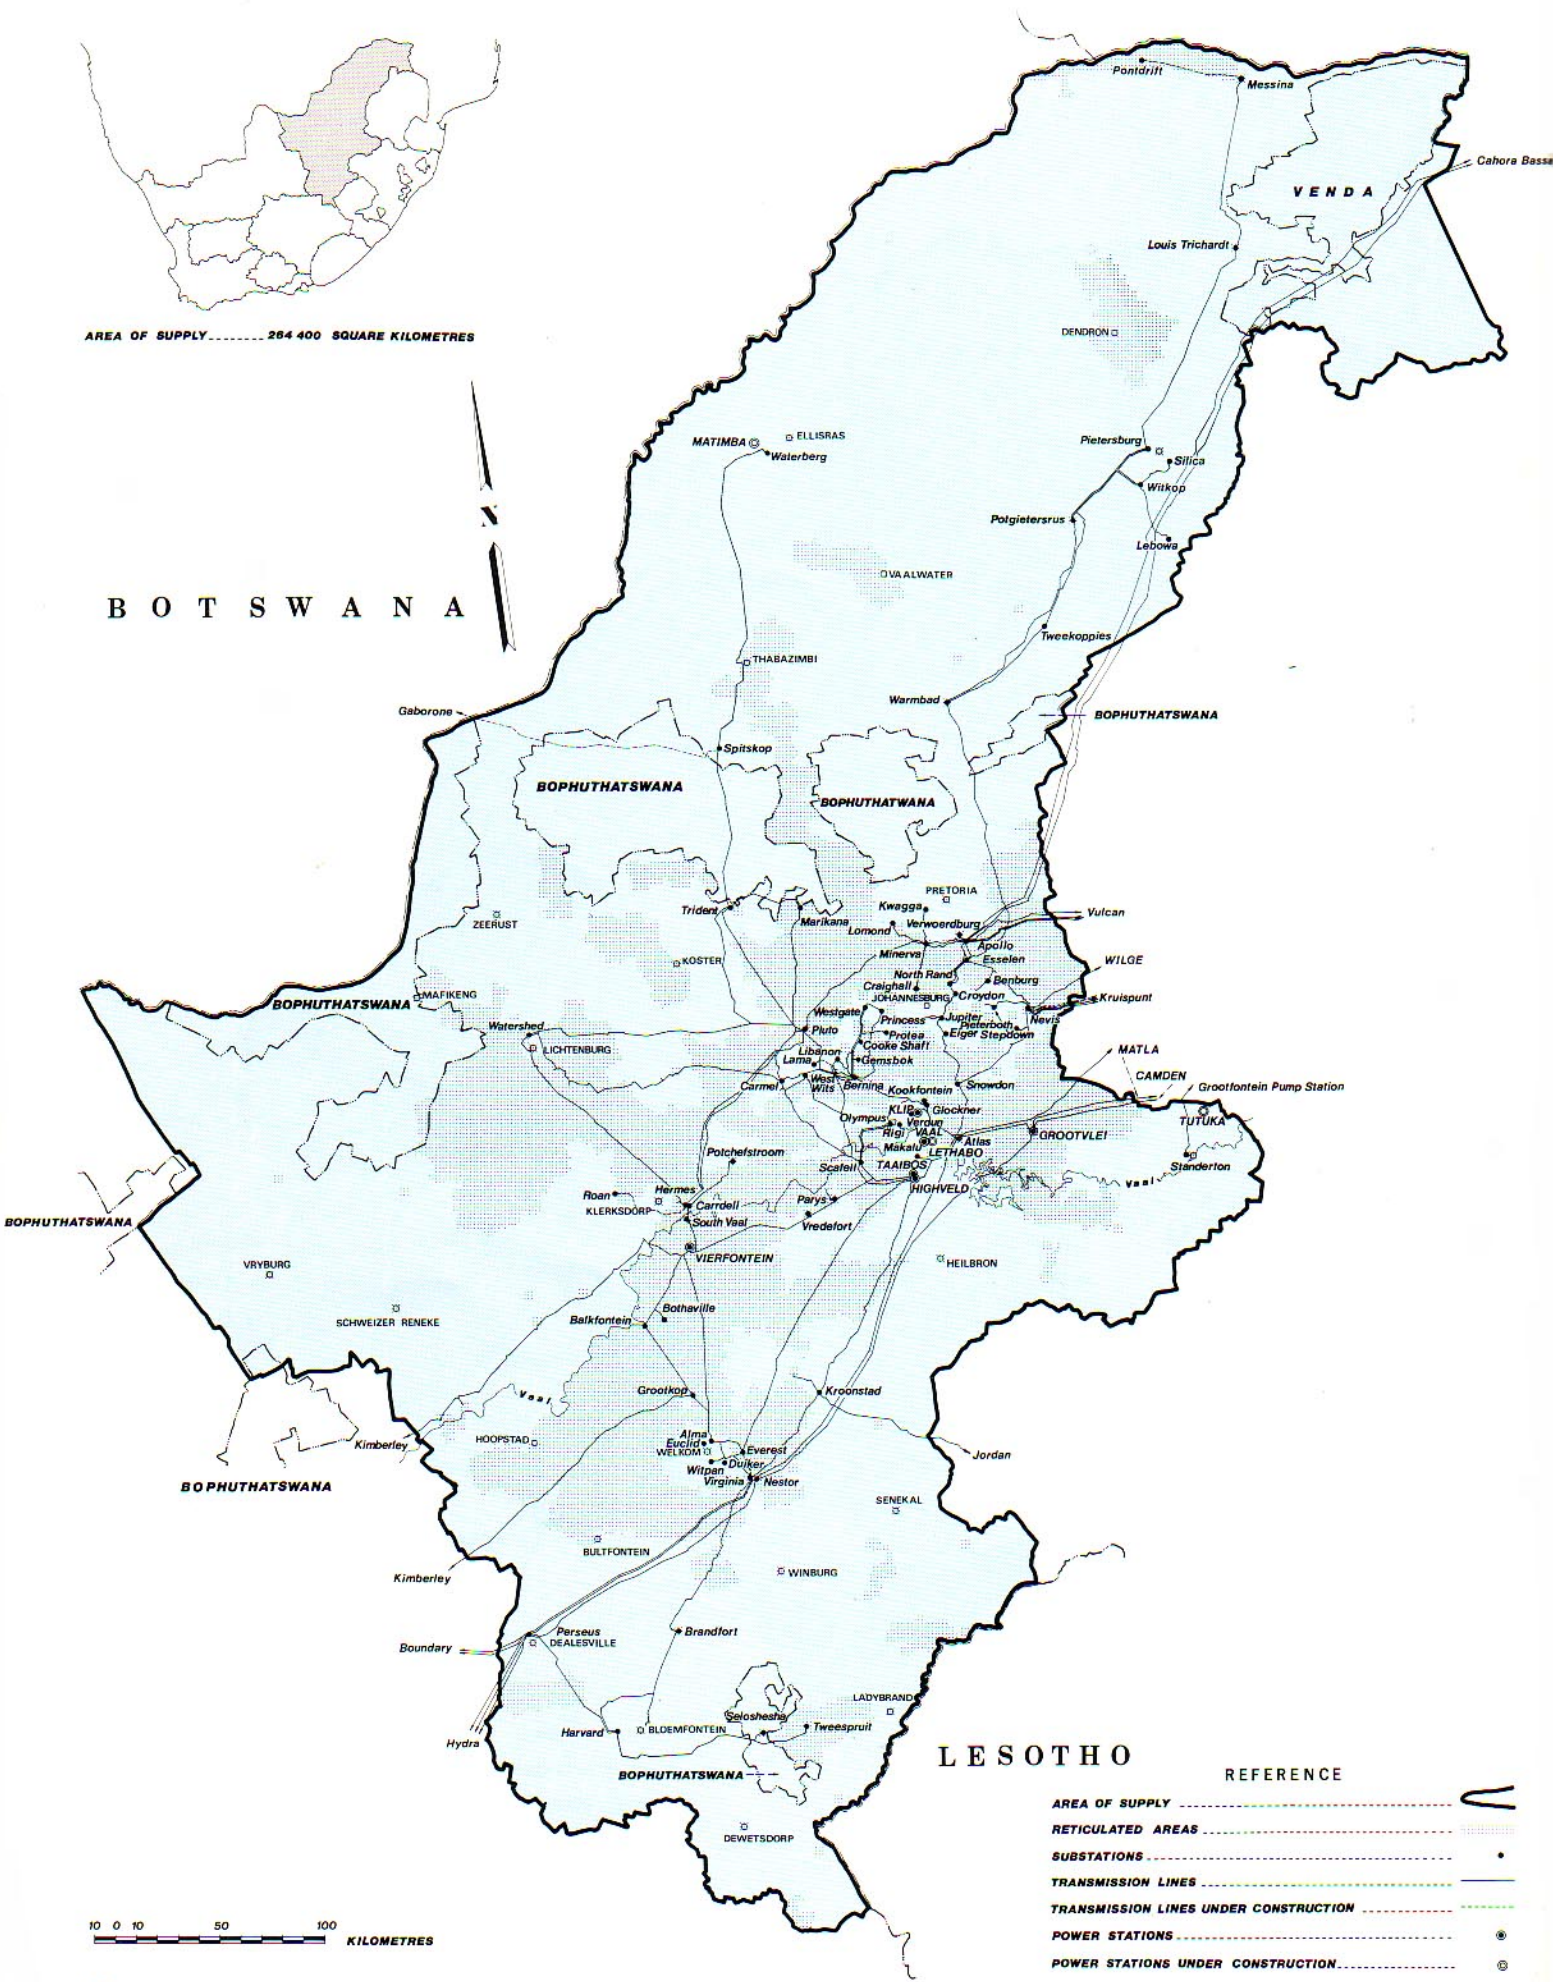 Pontdrift
Messina
Cahora Bassa
VENDA
Louis Trichardt
AREA OF SUPPLY 264 400 SQUARE KILOMETRES
DENDRON
MATIMBA
ELLISRAS
Waterberg
Pietersburg
Silica
Witkop
Potgietersrus
Lebowa
N
VAALWATER
BOTSWANA
Tweekoppies
THABAZIMBI
Warmbad
Gaborone
BOPHUTHATSWANA
Spitskop
BOPHUTHATSWANA
BOPHUTHATWANA
PRETORIA
Trident
Kwagga
Vulcan
ZEERUST
Marikana
Lomond
Verwoerdburg
Apollo
Minerva
Esselen
WILGE
KOSTER
North Rand
Benburg
Craighall
MAFIKENG
JOHANNESBURG
Croydon
Kruispunt
BOPHUTHATSWANA
Westgate
Princess
Jupiter
Nevis
Watershed
Pluto
Pieterboth
Protea
Eiger
Stepdown
LICHTENBURG
Cooke Shaft
Libanon
Lama
Gemsbok
MATLA
Carmel
West
Wits
Bernina
Kookfontein
Snowdon
CAMDEN
Grootfontein Pump Station
KLIP
Glockner
Olympus
Verdun
TUTUKA
Rigi
VAAL
Atlas
GROOTVLEI
Makalu
LETHABO
Potchefstroom
Scafell
TAAIBOS
Standerton
HIGHVELD
Vaal
Roan
Hermes
Parys
KLERKSDORP
Carrdell
South Vaal
Vredefort
BOPHUTHATSWANA
VIERFONTEIN
HEILBRON
VRYBURG
Bothaville
SCHWEIZER RENEKE
Balkfontein
Vaal
Grootkop
Kroonstad
Alma
Euclid
HOOPSTAD
WELKOM
Everest
Kimberley
Jordan
Witpan
Duiker
Virginia
Nestor
BOPHUTHATSWANA
SENEKAL
BULTFONTEIN
WINBURG
Kimberley
Perseus
Brandfort
Boundary
DEALESVILLE
LADYBRAND
Seloshesha
Harvard
BLOEMFONTEIN
Tweespruit
Hydra
LESOTHO
BOPHUTHATSWANA
REFERENCE
AREA OF SUPPLY
RETICULATED AREAS
DEWETSDORP
SUBSTATIONS
TRANSMISSION LINES
TRANSMISSION LINES UNDER CONSTRUCTION
10 0 10 50 100
KILOMETRES
POWER STATIONS
POWER STATIONS UNDER CONSTRUCTION